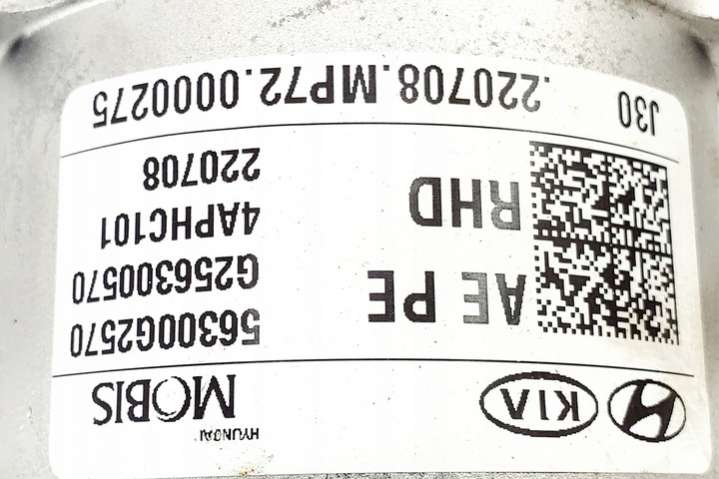 KIA
HYUNDAI
MOBIS
AE PE
56300G2570
G256300570
RHD
4APHC101
220708
J30
.220708.MP72.0000275